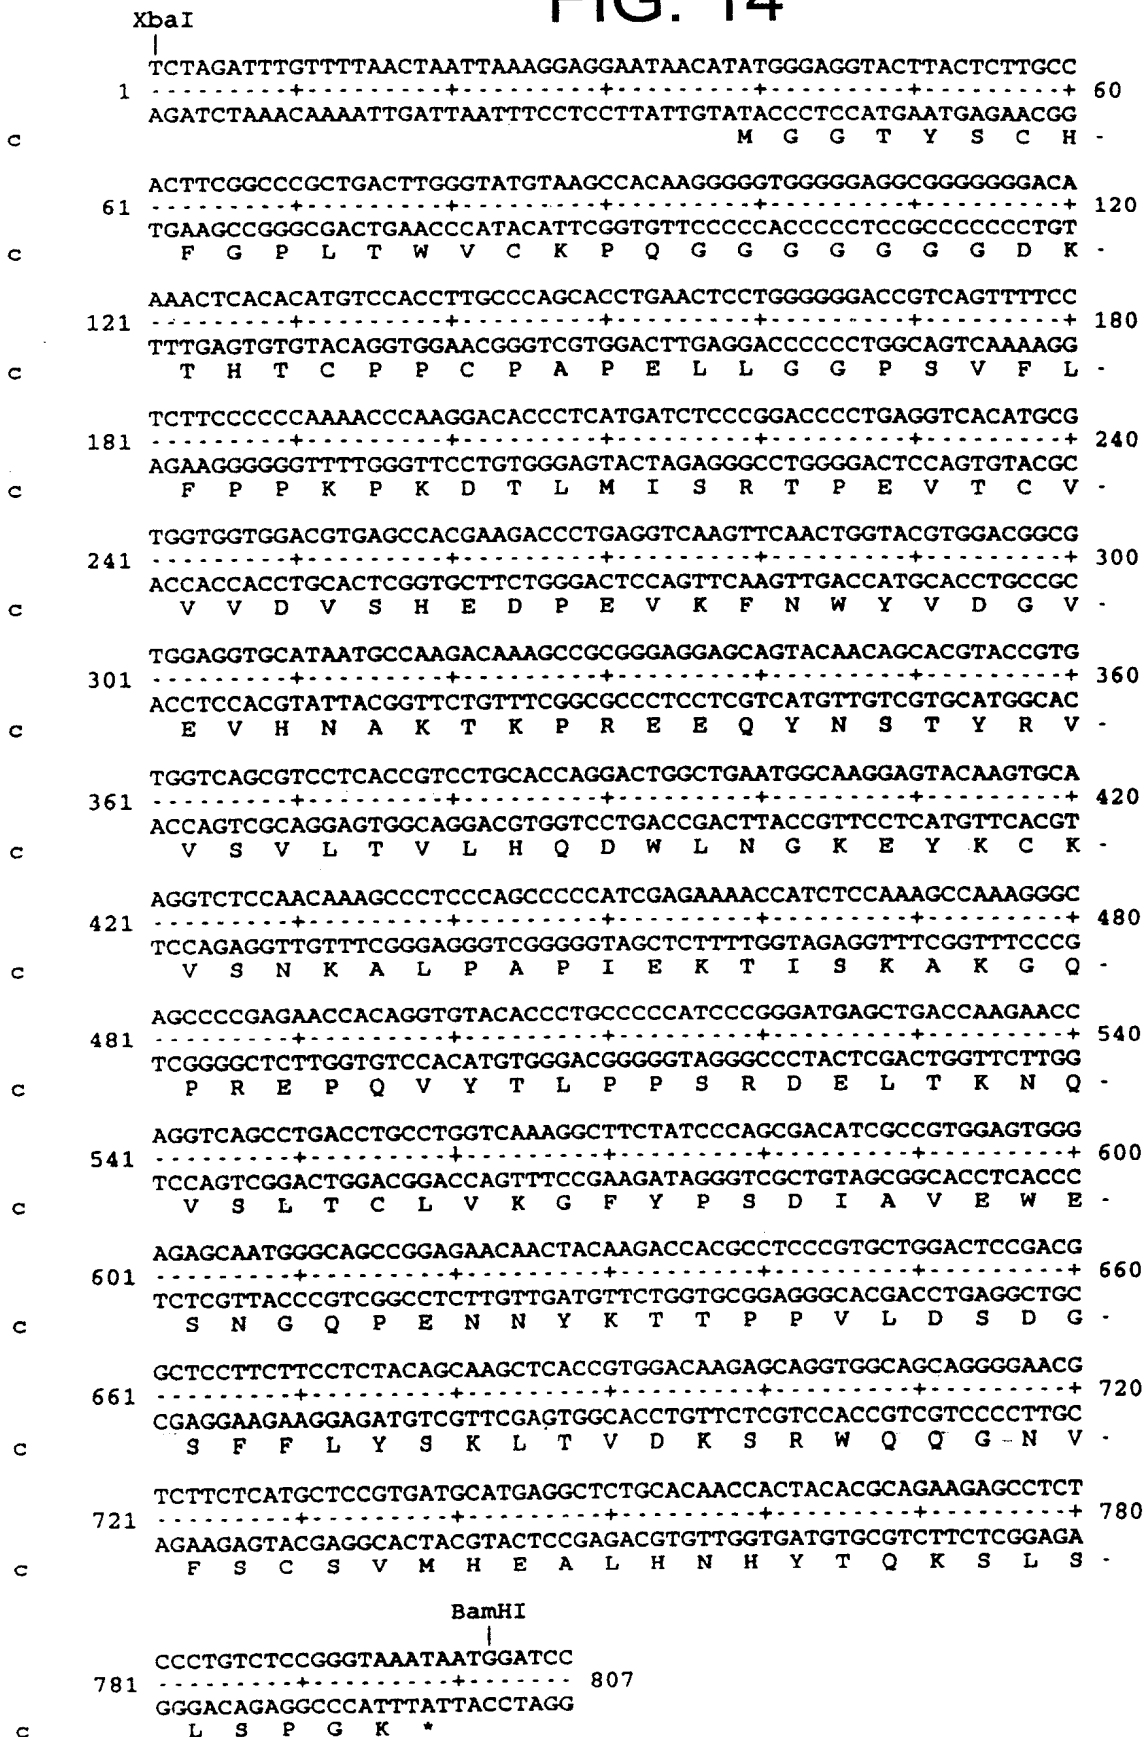 FIG. 14
XbaI
|
TCTAGATTTGTTTTAACTAATTAAAGGAGGAATAACATATGGGAGGTACTTACTCTTGCC
1 ---------+---------+---------+---------+---------+---------+ 60
AGATCTAAACAAAATTGATTAATTTCCTCCTTATTGTATACCCTCCATGAATGAGAACGG
c M G G T Y S C H -
ACTTCGGCCCGCTGACTTGGGTATGTAAGCCACAAGGGGGTGGGGGAGGCGGGGGGGACA
61 ---------+---------+---------+---------+---------+---------+ 120
TGAAGCCGGGCGACTGAACCCATACATTCGGTGTTCCCCCACCCCCTCCGCCCCCCCTGT
c F G P L T W V C K P Q G G G G G G G D K -
AAACTCACACATGTCCACCTTGCCCAGCACCTGAACTCCTGGGGGGACCGTCAGTTTTCC
121 ---------+---------+---------+---------+---------+---------+ 180
TTTGAGTGTGTACAGGTGGAACGGGTCGTGGACTTGAGGACCCCCCTGGCAGTCAAAAGG
c T H T C P P C P A P E L L G G P S V F L -
TCTTCCCCCCAAAACCCAAGGACACCCTCATGATCTCCCGGACCCCTGAGGTCACATGCG
181 ---------+---------+---------+---------+---------+---------+ 240
AGAAGGGGGGTTTTGGGTTCCTGTGGGAGTACTAGAGGGCCTGGGGACTCCAGTGTACGC
c F P P K P K D T L M I S R T P E V T C V -
TGGTGGTGGACGTGAGCCACGAAGACCCTGAGGTCAAGTTCAACTGGTACGTGGACGGCG
241 ---------+---------+---------+---------+---------+---------+ 300
ACCACCACCTGCACTCGGTGCTTCTGGGACTCCAGTTCAAGTTGACCATGCACCTGCCGC
c V V D V S H E D P E V K F N W Y V D G V -
TGGAGGTGCATAATGCCAAGACAAAGCCGCGGGAGGAGCAGTACAACAGCACGTACCGTG
301 ---------+---------+---------+---------+---------+---------+ 360
ACCTCCACGTATTACGGTTCTGTTTCGGCGCCCTCCTCGTCATGTTGTCGTGCATGGCAC
c E V H N A K T K P R E E Q Y N S T Y R V -
TGGTCAGCGTCCTCACCGTCCTGCACCAGGACTGGCTGAATGGCAAGGAGTACAAGTGCA
361 ---------+---------+---------+---------+---------+---------+ 420
ACCAGTCGCAGGAGTGGCAGGACGTGGTCCTGACCGACTTACCGTTCCTCATGTTCACGT
c V S V L T V L H Q D W L N G K E Y K C K -
AGGTCTCCAACAAAGCCCTCCCAGCCCCCATCGAGAAAACCATCTCCAAAGCCAAAGGGC
421 ---------+---------+---------+---------+---------+---------+ 480
TCCAGAGGTTGTTTCGGGAGGGTCGGGGGTAGCTCTTTTGGTAGAGGTTTCGGTTTCCCG
c V S N K A L P A P I E K T I S K A K G Q -
AGCCCCGAGAACCACAGGTGTACACCCTGCCCCCATCCCGGGATGAGCTGACCAAGAACC
481 ---------+---------+---------+---------+---------+---------+ 540
TCGGGGCTCTTGGTGTCCACATGTGGGACGGGGGTAGGGCCCTACTCGACTGGTTCTTGG
c P R E P Q V Y T L P P S R D E L T K N Q -
AGGTCAGCCTGACCTGCCTGGTCAAAGGCTTCTATCCCAGCGACATCGCCGTGGAGTGGG
541 ---------+---------+---------+---------+---------+---------+ 600
TCCAGTCGGACTGGACGGACCAGTTTCCGAAGATAGGGTCGCTGTAGCGGCACCTCACCC
c V S L T C L V K G F Y P S D I A V E W E -
AGAGCAATGGGCAGCCGGAGAACAACTACAAGACCACGCCTCCCGTGCTGGACTCCGACG
601 ---------+---------+---------+---------+---------+---------+ 660
TCTCGTTACCCGTCGGCCTCTTGTTGATGTTCTGGTGCGGAGGGCACGACCTGAGGCTGC
c S N G Q P E N N Y K T T P P V L D S D G -
GCTCCTTCTTCCTCTACAGCAAGCTCACCGTGGACAAGAGCAGGTGGCAGCAGGGGAACG
661 ---------+---------+---------+---------+---------+---------+ 720
CGAGGAAGAAGGAGATGTCGTTCGAGTGGCACCTGTTCTCGTCCACCGTCGTCCCCTTGC
c S F F L Y S K L T V D K S R W Q Q G N V -
TCTTCTCATGCTCCGTGATGCATGAGGCTCTGCACAACCACTACACGCAGAAGAGCCTCT
721 ---------+---------+---------+---------+---------+---------+ 780
AGAAGAGTACGAGGCACTACGTACTCCGAGACGTGTTGGTGATGTGCGTCTTCTCGGAGA
c F S C S V M H E A L H N H Y T Q K S L S -
BamHI
|
CCCTGTCTCCGGGTAAATAATGGATCC
781 ---------+---------+------- 807
GGGACAGAGGCCCATTTATTACCTAGG
c L S P G K *